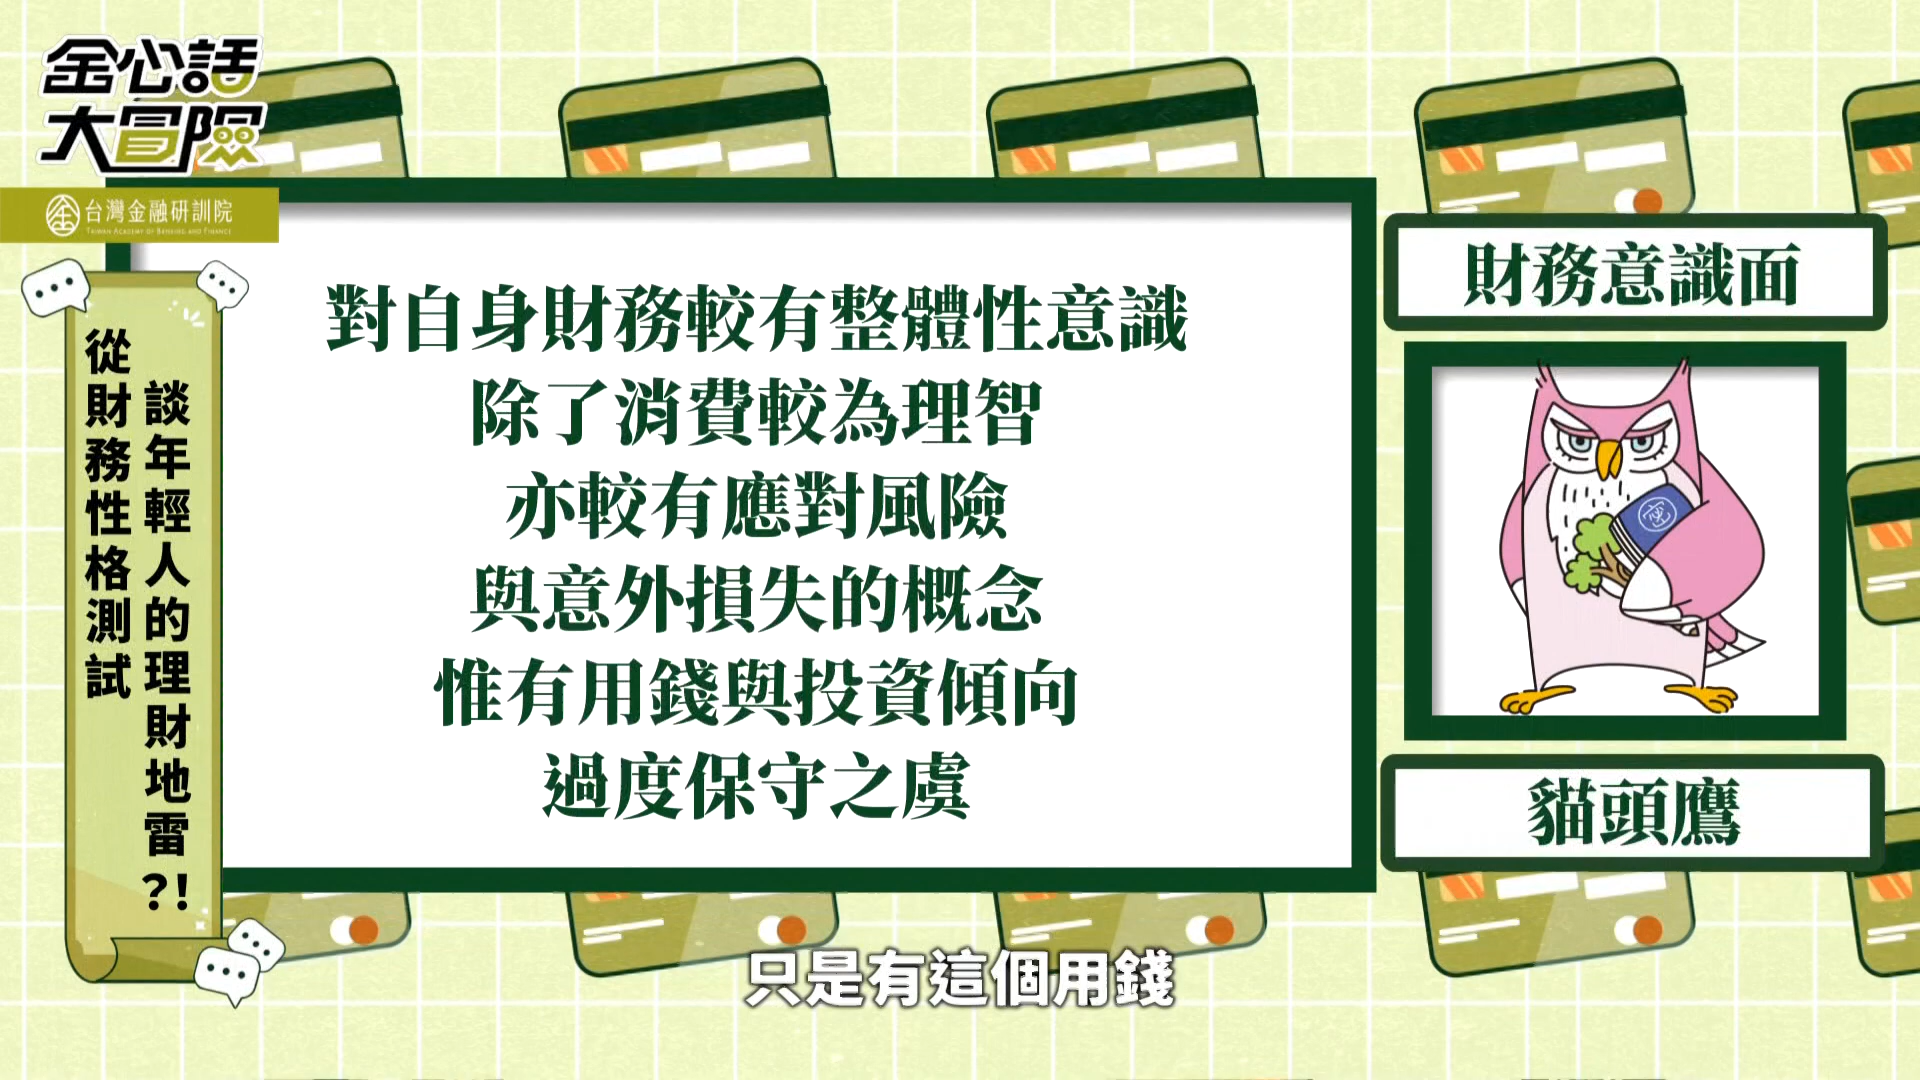 金心話
大冒險
台灣金融研訓院
TAIWAN ACADEMY OF BANKING AND FINANCE
從財務性格測試
談年輕人的理財地雷?!
對自身財務較有整體性意識
除了消費較為理智
亦較有應對風險
與意外損失的概念
惟有用錢與投資傾向
過度保守之虞
財務意識面
貓頭鷹
只是有這個用錢